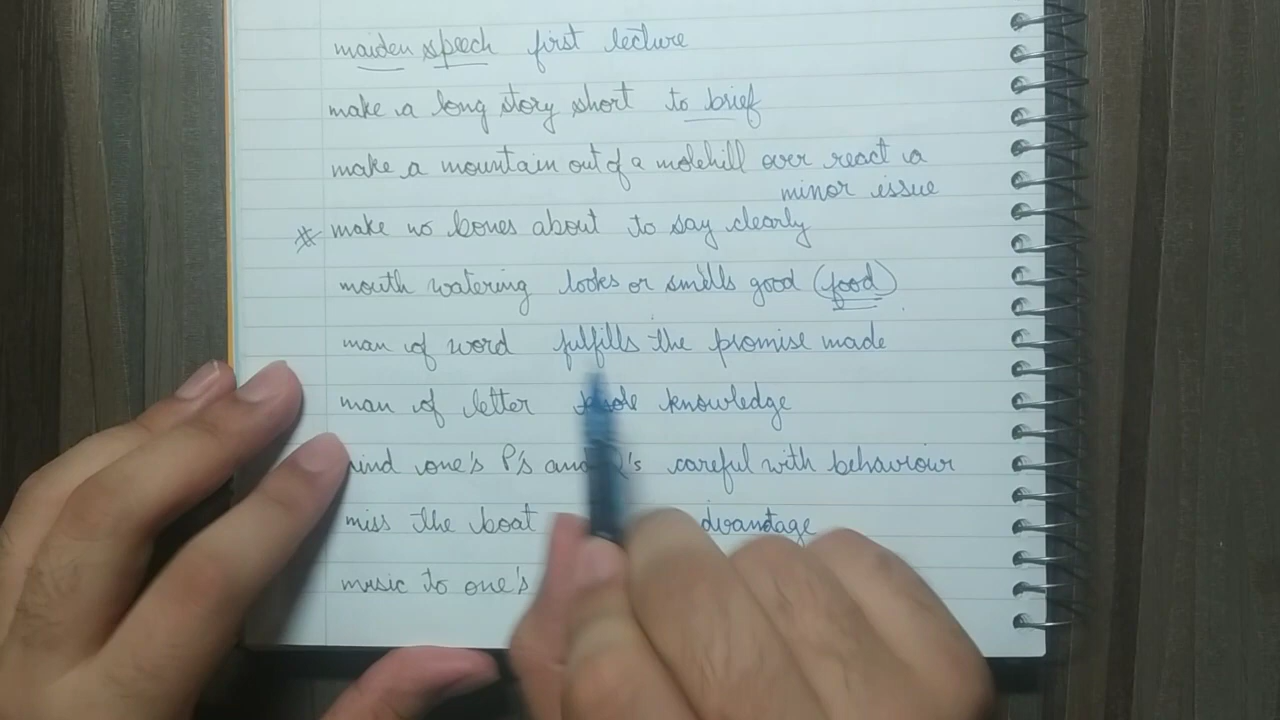 maiden speech first lecture
make a long story short to brief
make a mountain out of a molehill over react a
minor issue
* make no bones about to say clearly
mouth watering looks or smells good (food)
man of word fulfills the promise made
man of letter knowledge
mind one's P's and Q's careful with behaviour
miss the boat
music to one's